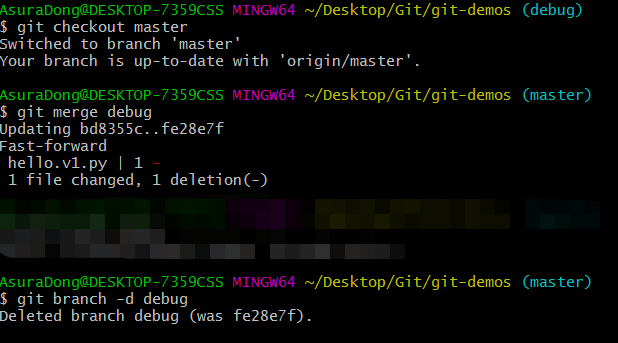 AsuraDong@DESKTOP-7359CSS MINGW64 ~/Desktop/Git/git-demos (debug)
$ git checkout master
Switched to branch 'master'
Your branch is up-to-date with 'origin/master'.
AsuraDong@DESKTOP-7359CSS MINGW64 ~/Desktop/Git/git-demos (master)
$ git merge debug
Updating bd8355c..fe28e7f
Fast-forward
 hello.v1.py | 1 -
 1 file changed, 1 deletion(-)
AsuraDong@DESKTOP-7359CSS MINGW64 ~/Desktop/Git/git-demos (master)
$ git branch -d debug
Deleted branch debug (was fe28e7f).